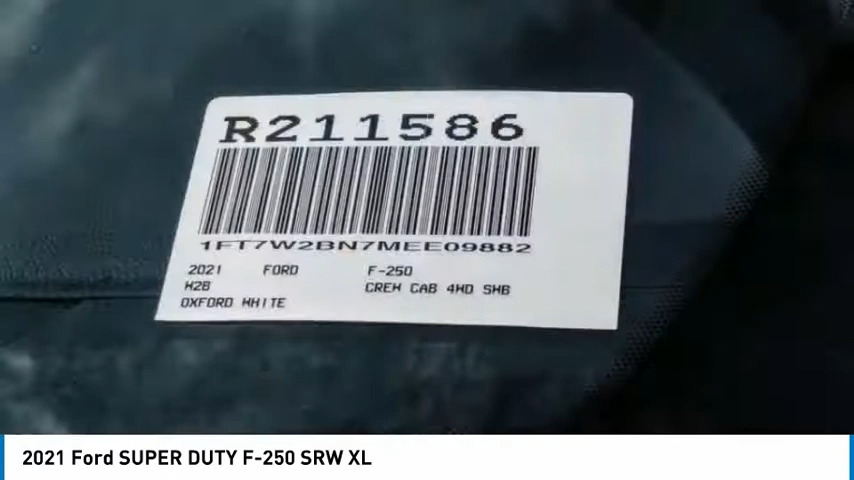 R211586
1FT7W2BN7MEE09882
2021 FORD F-250
W2B CREW CAB 4WD SWB
OXFORD WHITE
2021 Ford SUPER DUTY F-250 SRW XL